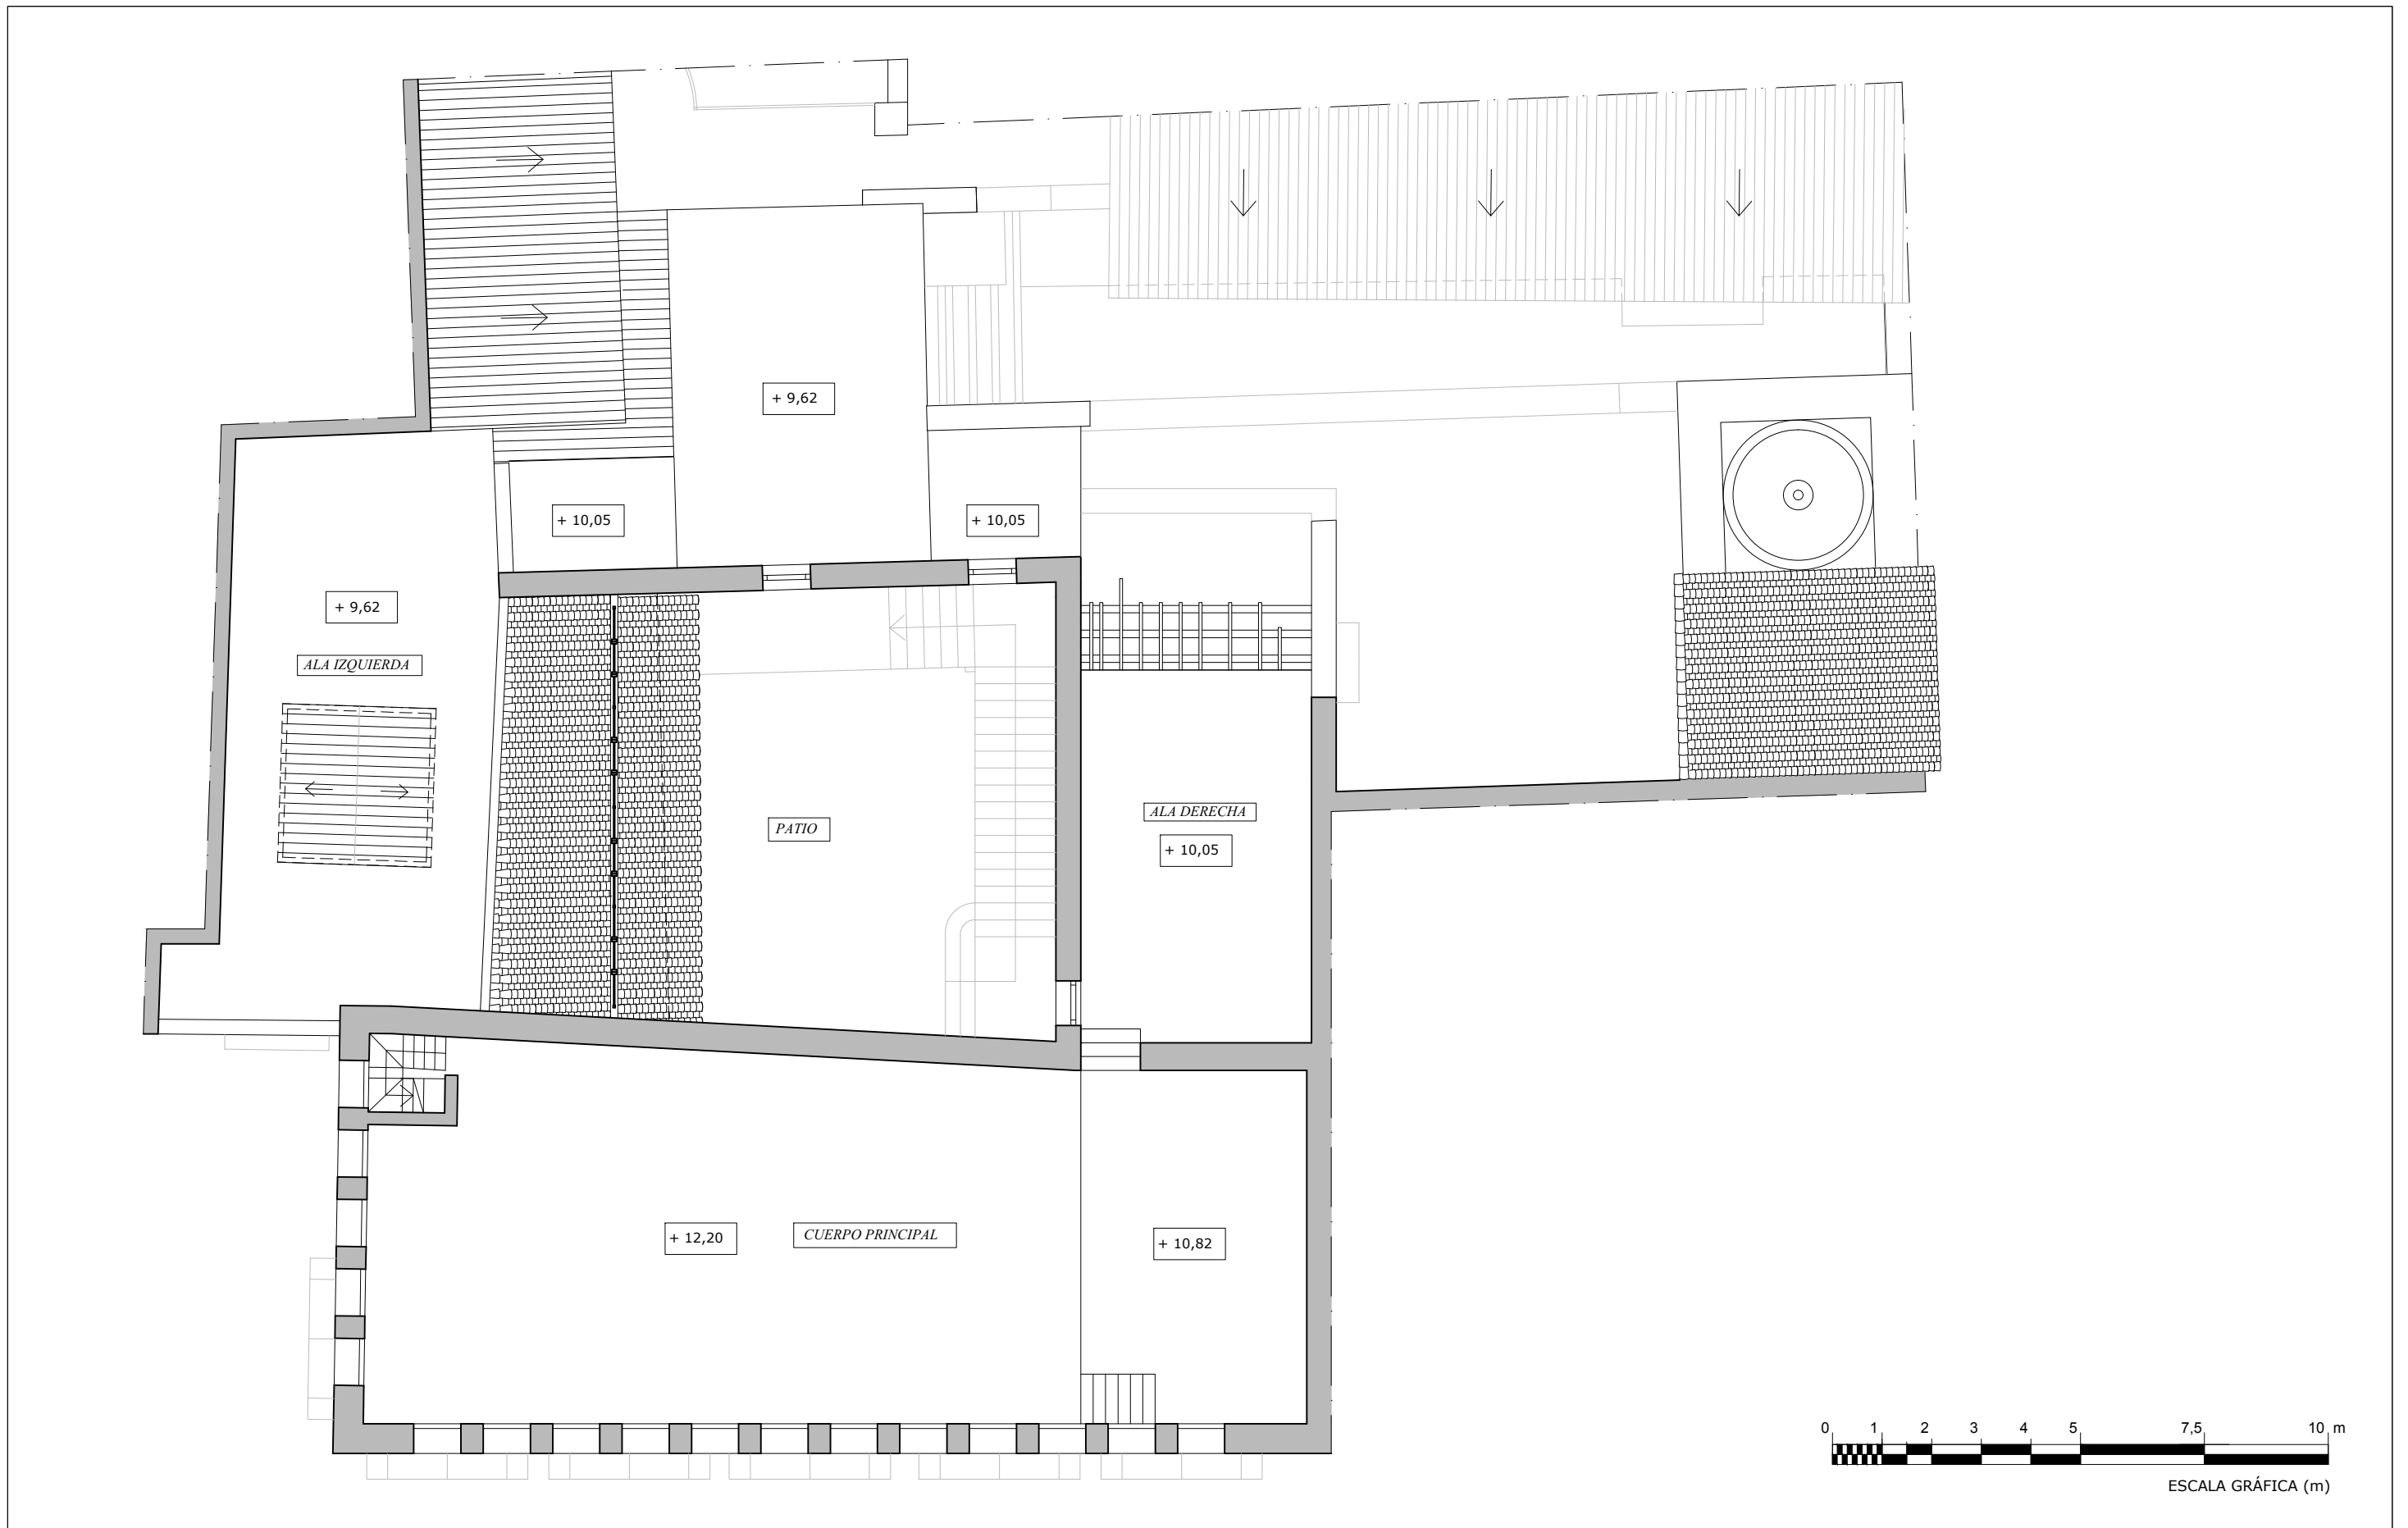 + 9,62
+ 10,05
+ 10,05
+ 9,62
ALA IZQUIERDA
PATIO
ALA DERECHA
+ 10,05
+ 12,20
CUERPO PRINCIPAL
+ 10,82
0 1 2 3 4 5 7,5 10 m
ESCALA GRÁFICA (m)